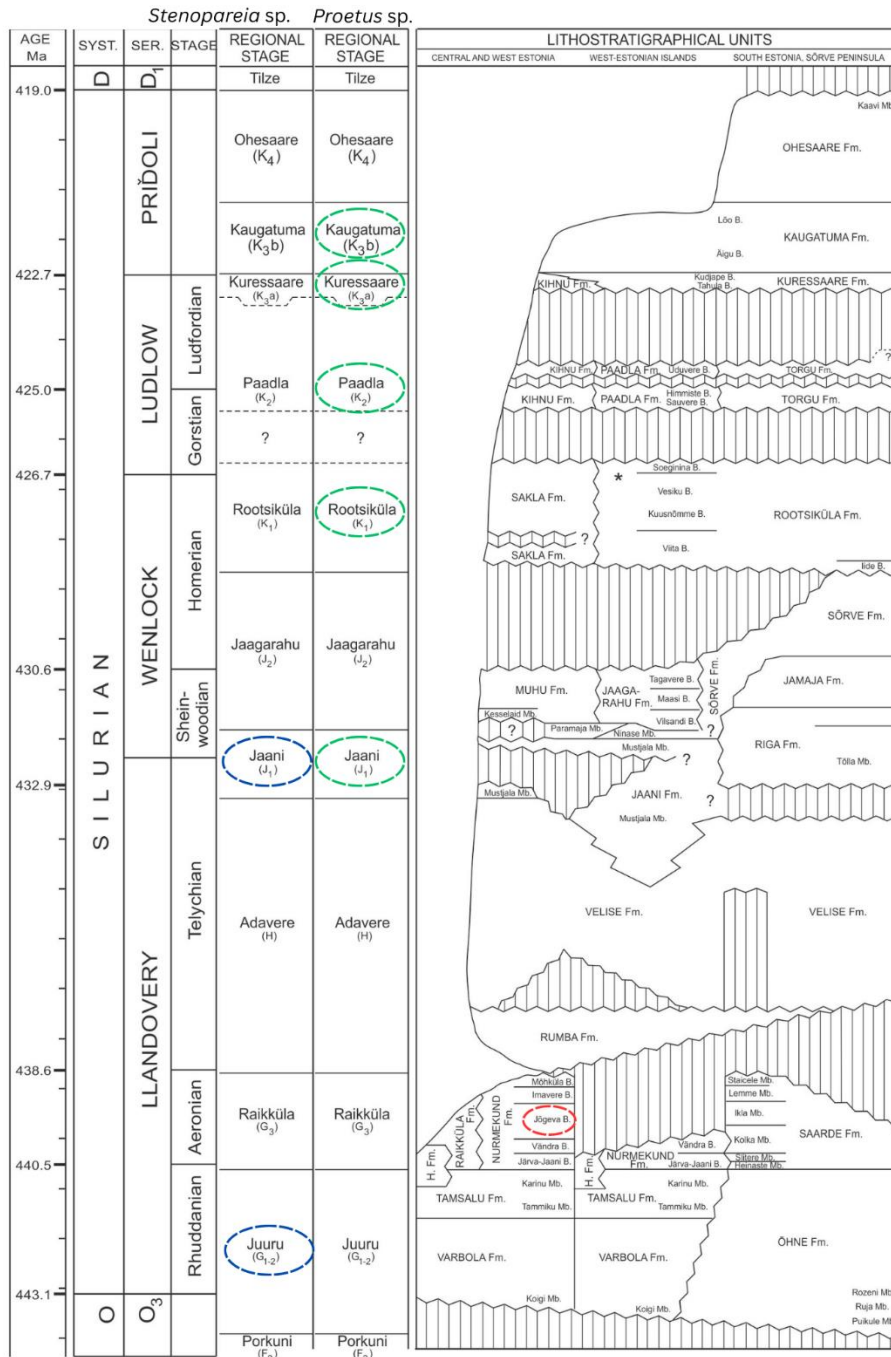 Stenopareia sp. Proetus sp.
AGE Ma SYST. SER. STAGE REGIONAL STAGE REGIONAL STAGE LITHOSTRATIGRAPHICAL UNITS
CENTRAL AND WEST ESTONIA WEST-ESTONIAN ISLANDS SOUTH ESTONIA, SÕRVE PENINSULA
D D1 Tilze Tilze
419.0
Kaavi Mb.
Ohesaare (K4) Ohesaare (K4) OHESAARE Fm.
PRIĎOLI
Lõo B.
Kaugatuma (K3b) Kaugatuma (K3b) KAUGATUMA Fm.
Äigu B.
422.7
Kuressaare (K3a) Kuressaare (K3a) KIHNU Fm. Kudjape B. Tahula B. KURESSAARE Fm.
LUDLOW Ludfordian
?
KIHNU Fm. PAADLA Fm. Uduvere B. TORGU Fm.
Paadla (K2) Paadla (K2)
425.0
KIHNU Fm. PAADLA Fm. Himmiste B. Sauvere B. TORGU Fm.
Gorstian ? ?
426.7
Soeginina B.
*
SAKLA Fm. Vesiku B.
Rootsiküla (K1) Rootsiküla (K1) Kuusnõmme B. ROOTSIKÜLA Fm.
?
SAKLA Fm. Viita B.
Iide B.
WENLOCK Homerian
SÕRVE Fm.
Jaagarahu (J2) Jaagarahu (J2)
430.6
SILURIAN
Shein-woodian
MUHU Fm. JAAGA-RAHU Fm. Tagavere B. SÕRVE Fm. JAMAJA Fm.
Maasi B.
Kesselaid Mb. Vilsandi B.
? Paramaja Mb. Ninase Mb. ?
Mustjala Mb. ? RIGA Fm.
Jaani (J1) Jaani (J1) Tõlla Mb.
432.9
Mustjala Mb. JAANI Fm. ?
Mustjala Mb.
LLANDOVERY Telychian
VELISE Fm. VELISE Fm.
Adavere (H) Adavere (H)
RUMBA Fm.
438.6
Mõhküla B. Staicele Mb.
Imavere B. Lemme Mb.
Aeronian Raikküla (G3) Raikküla (G3) RAIKKÜLA Fm. NURMEKUND Fm. Jõgeva B. Ikla Mb. SAARDE Fm.
Vändra B. Vändra B. Kolka Mb.
H. Fm. Järva-Jaani B. H. Fm. NURMEKUND Fm. Järva-Jaani B. Slitere Mb.
Heinaste Mb.
440.5
Karinu Mb. Karinu Mb.
TAMSALU Fm. TAMSALU Fm.
Tammiku Mb. Tammiku Mb.
Rhuddanian Juuru (G1-2) Juuru (G1-2) VARBOLA Fm. VARBOLA Fm. ÕHNE Fm.
443.1
Koigi Mb. Koigi Mb. Rozeni Mb.
O O3 Ruja Mb.
Puikule Mb.
Porkuni Porkuni